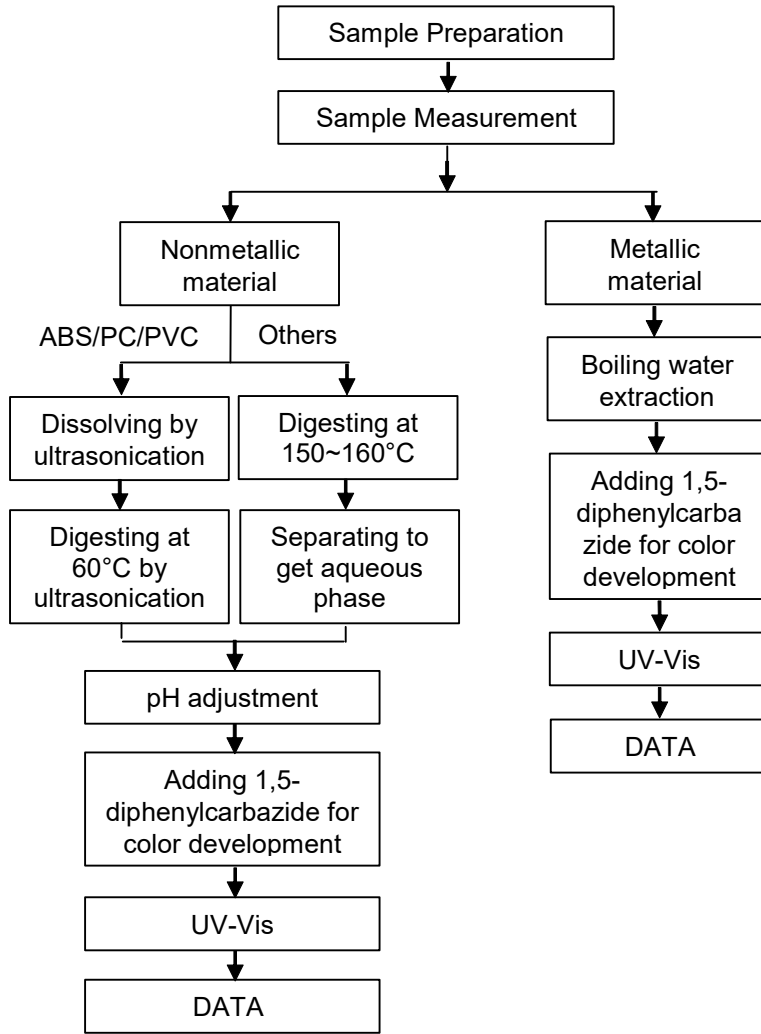 Sample Preparation
Sample Measurement
Nonmetallic
material
ABS/PC/PVC
Others
Dissolving by
ultrasonication
Digesting at
150~160°C
Digesting at
60°C by
ultrasonication
Separating to
get aqueous
phase
pH adjustment
Adding 1,5-
diphenylcarbazide for
color development
UV-Vis
DATA
Metallic
material
Boiling water
extraction
Adding 1,5-
diphenylcarba
zide for color
development
UV-Vis
DATA